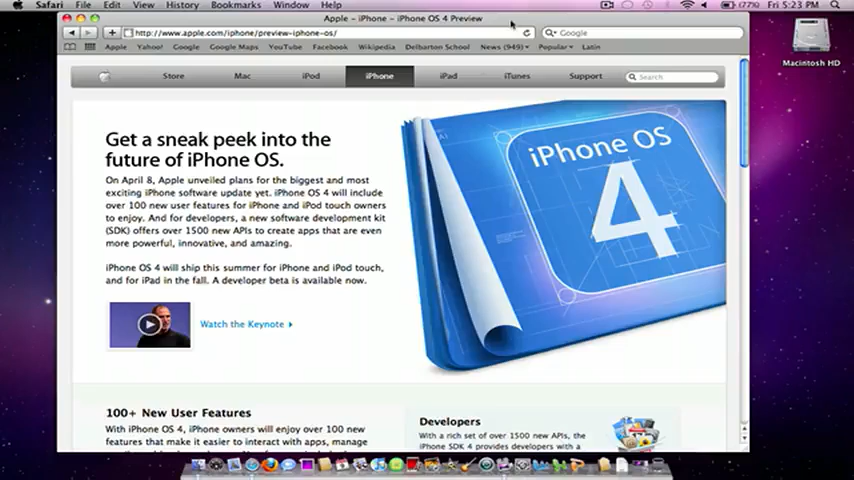 Safari File Edit View History Bookmarks Window Help
(77%) Fri 5:23 PM
Apple – iPhone – iPhone OS 4 Preview
http://www.apple.com/iphone/preview-iphone-os/
Google
Apple Yahoo! Google Maps YouTube Facebook Wikipedia Delbarton School News (949) Popular Latin
Macintosh HD
Store Mac iPod iPhone iPad iTunes Support Search
Get a sneak peek into the
future of iPhone OS.
On April 8, Apple unveiled plans for the biggest and most
exciting iPhone software update yet. iPhone OS 4 will include
over 100 new user features for iPhone and iPod touch owners
to enjoy. And for developers, a new software development kit
(SDK) offers over 1500 new APIs to create apps that are even
more powerful, innovative, and amazing.
iPhone OS 4 will ship this summer for iPhone and iPod touch,
and for iPad in the fall. A developer beta is available now.
Watch the Keynote
iPhone OS
4
100+ New User Features
With iPhone OS 4, iPhone owners will enjoy over 100 new
features that make it easier to interact with apps, manage
Developers
With a rich set of over 1500 new APIs, the
iPhone SDK 4 provides developers with a